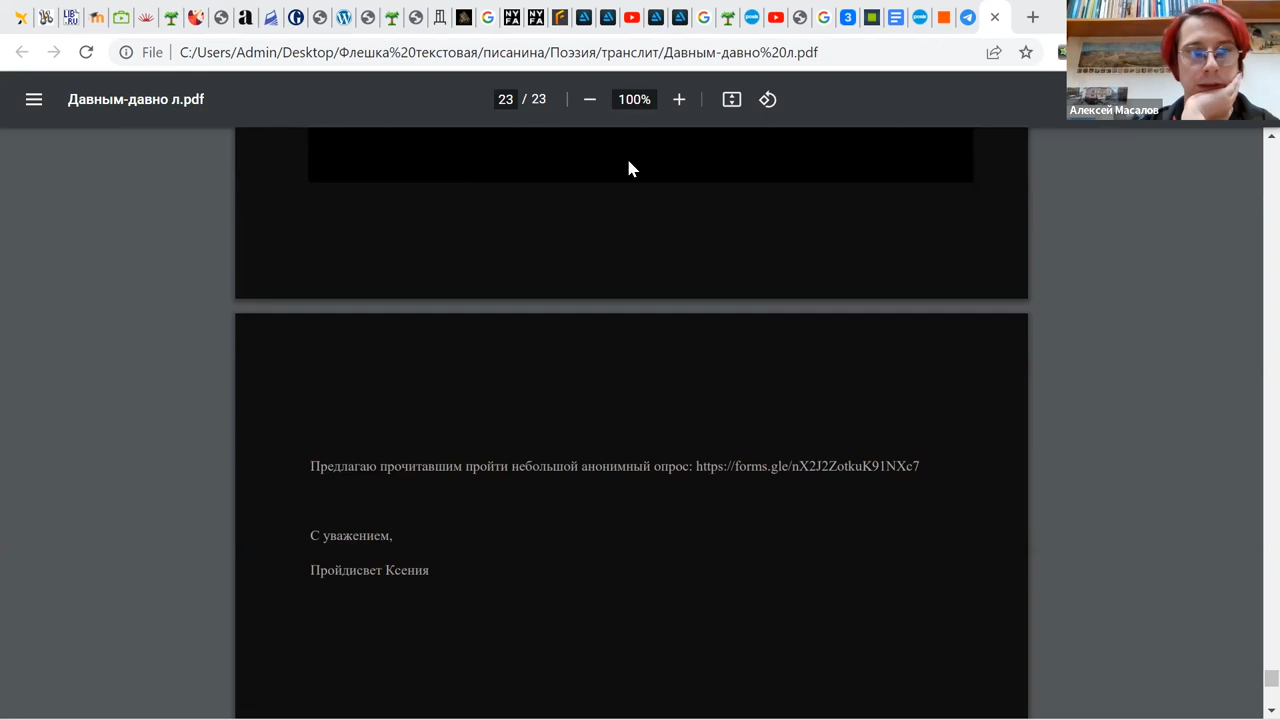 File
C:/Users/Admin/Desktop/Флешка%20текстовая/писанина/Поэзия/транслит/Давным-давно%20л.pdf
Давным-давно л.pdf
23 / 23
100%
Алексей Масалов
Предлагаю прочитавшим пройти небольшой анонимный опрос: https://forms.gle/nX2J2ZotkuK91NXc7
С уважением,
Пройдисвет Ксения